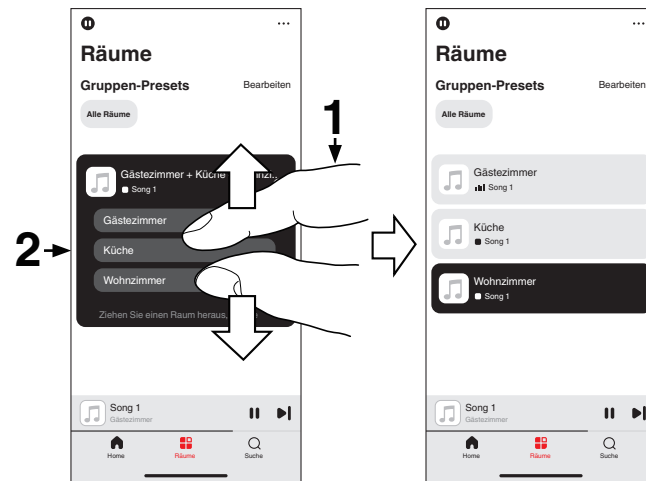 Räume
Gruppen-Presets Bearbeiten
Alle Räume
1
Gästezimmer + Küche
Song 1
Gästezimmer
2
Küche
Wohnzimmer
Ziehen Sie einen Raum heraus,
Song 1
Gästezimmer
Home Räume Suche
Räume
Gruppen-Presets Bearbeiten
Alle Räume
Gästezimmer
Song 1
Küche
Song 1
Wohnzimmer
Song 1
Song 1
Gästezimmer
Home Räume Suche